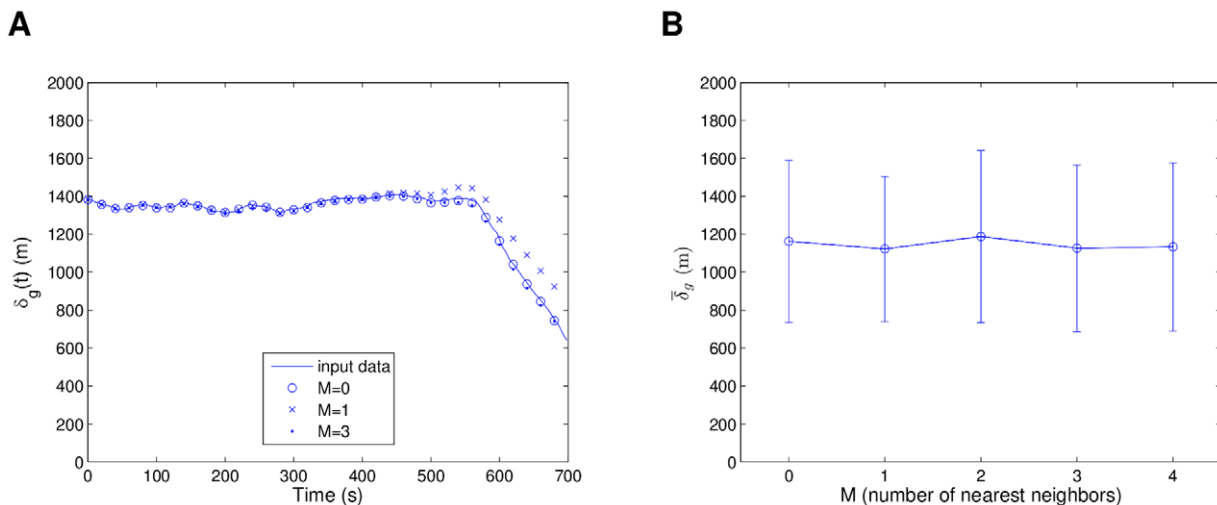 A
B
2000
1800
1600
1400
1200
1000
800
600
400
200
0
δg(t) (m)
input data
M=0
M=1
M=3
0 100 200 300 400 500 600 700
Time (s)
2000
1800
1600
1400
1200
1000
800
600
400
200
0
δ̅g (m)
0 1 2 3 4
M (number of nearest neighbors)